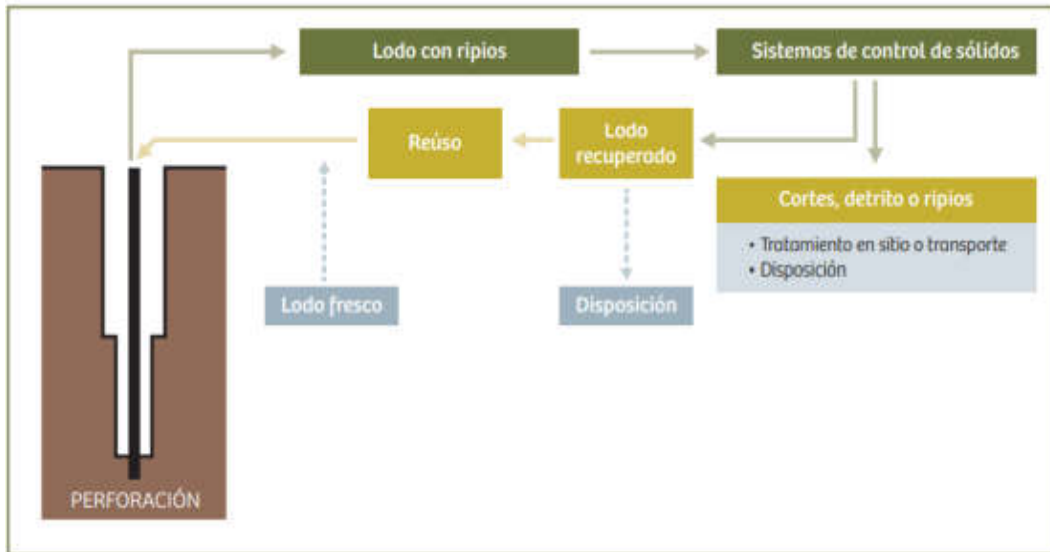 Lodo con ripios
Sistemas de control de sólidos
Reúso
Lodo
recuperado
Cortes, detrito o ripios
• Tratamiento en sitio o transporte
• Disposición
Lodo fresco
Disposición
PERFORACIÓN